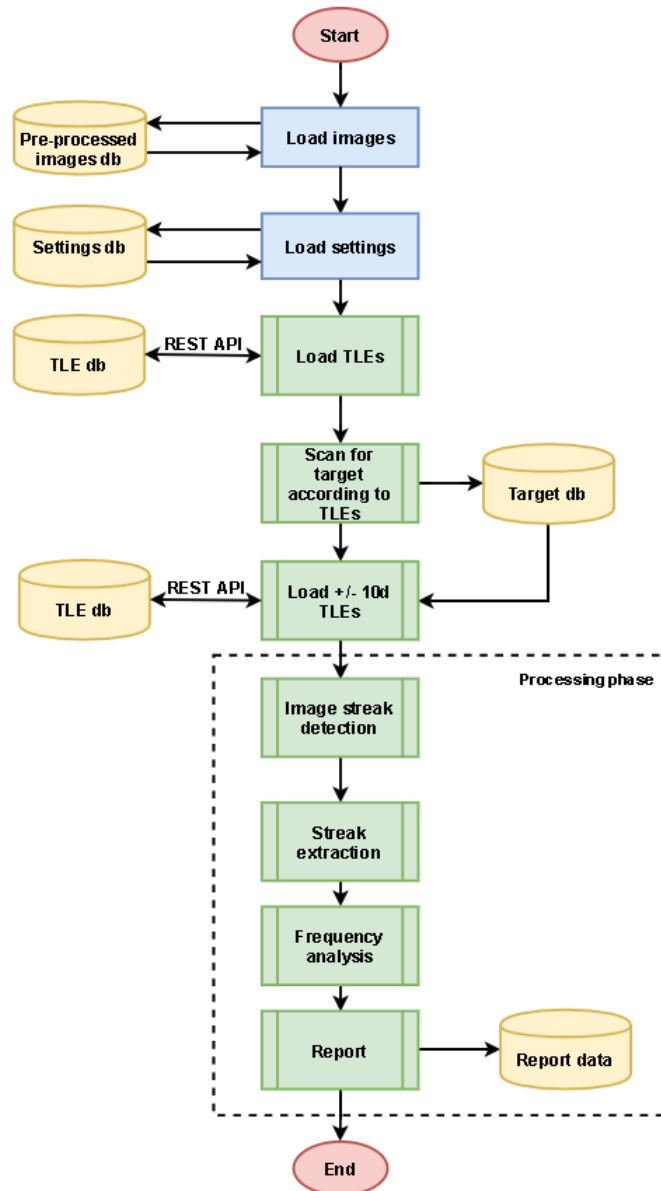 Start
Pre-processed
images db
Load images
Settings db
Load settings
TLE db
REST API
Load TLEs
Scan for
target
according to
TLEs
Target db
TLE db
REST API
Load +/- 10d
TLEs
Processing phase
Image streak
detection
Streak
extraction
Frequency
analysis
Report
Report data
End